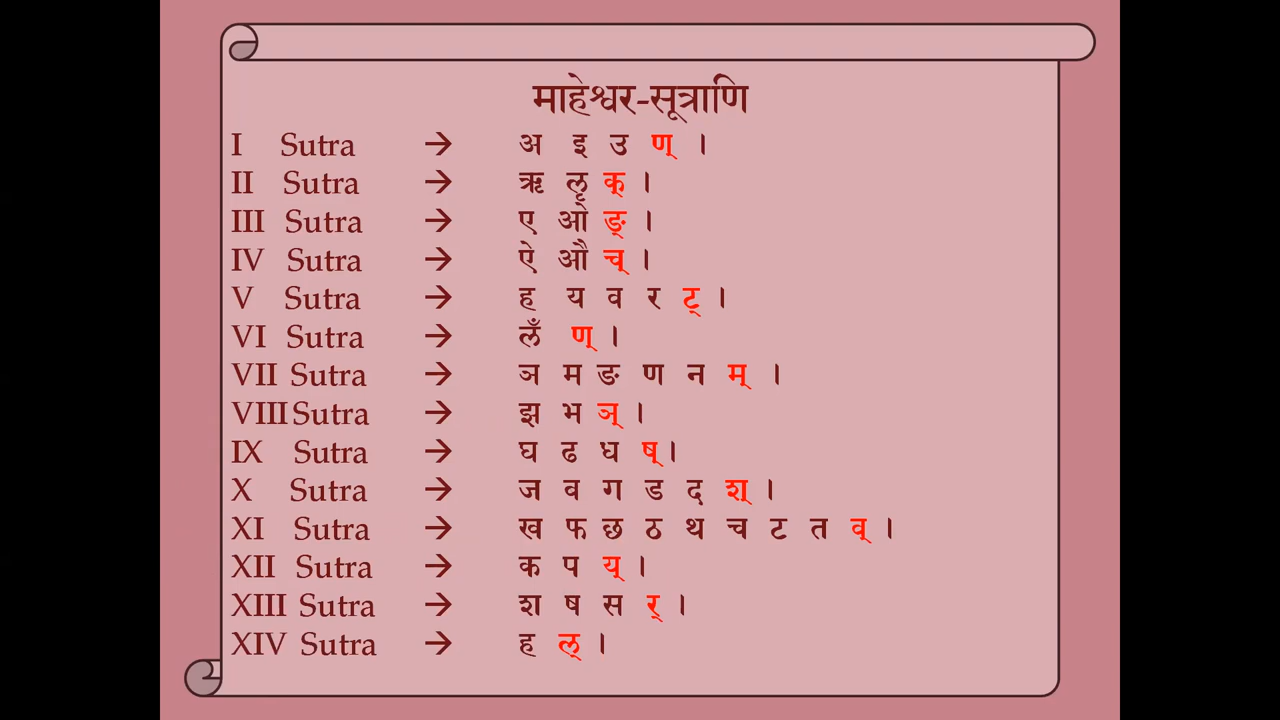 माहेश्वर-सूत्राणि
I Sutra → अ इ उ ण् ।
II Sutra → ऋ ऌ क् ।
III Sutra → ए ओ ङ् ।
IV Sutra → ऐ औ च् ।
V Sutra → ह य व र ट् ।
VI Sutra → लँ ण् ।
VII Sutra → ञ म ङ ण न म् ।
VIII Sutra → झ भ ञ् ।
IX Sutra → घ ढ ध ष् ।
X Sutra → ज व ग ड द श् ।
XI Sutra → ख फ छ ठ थ च ट त व् ।
XII Sutra → क प य् ।
XIII Sutra → श ष स र् ।
XIV Sutra → ह ल् ।